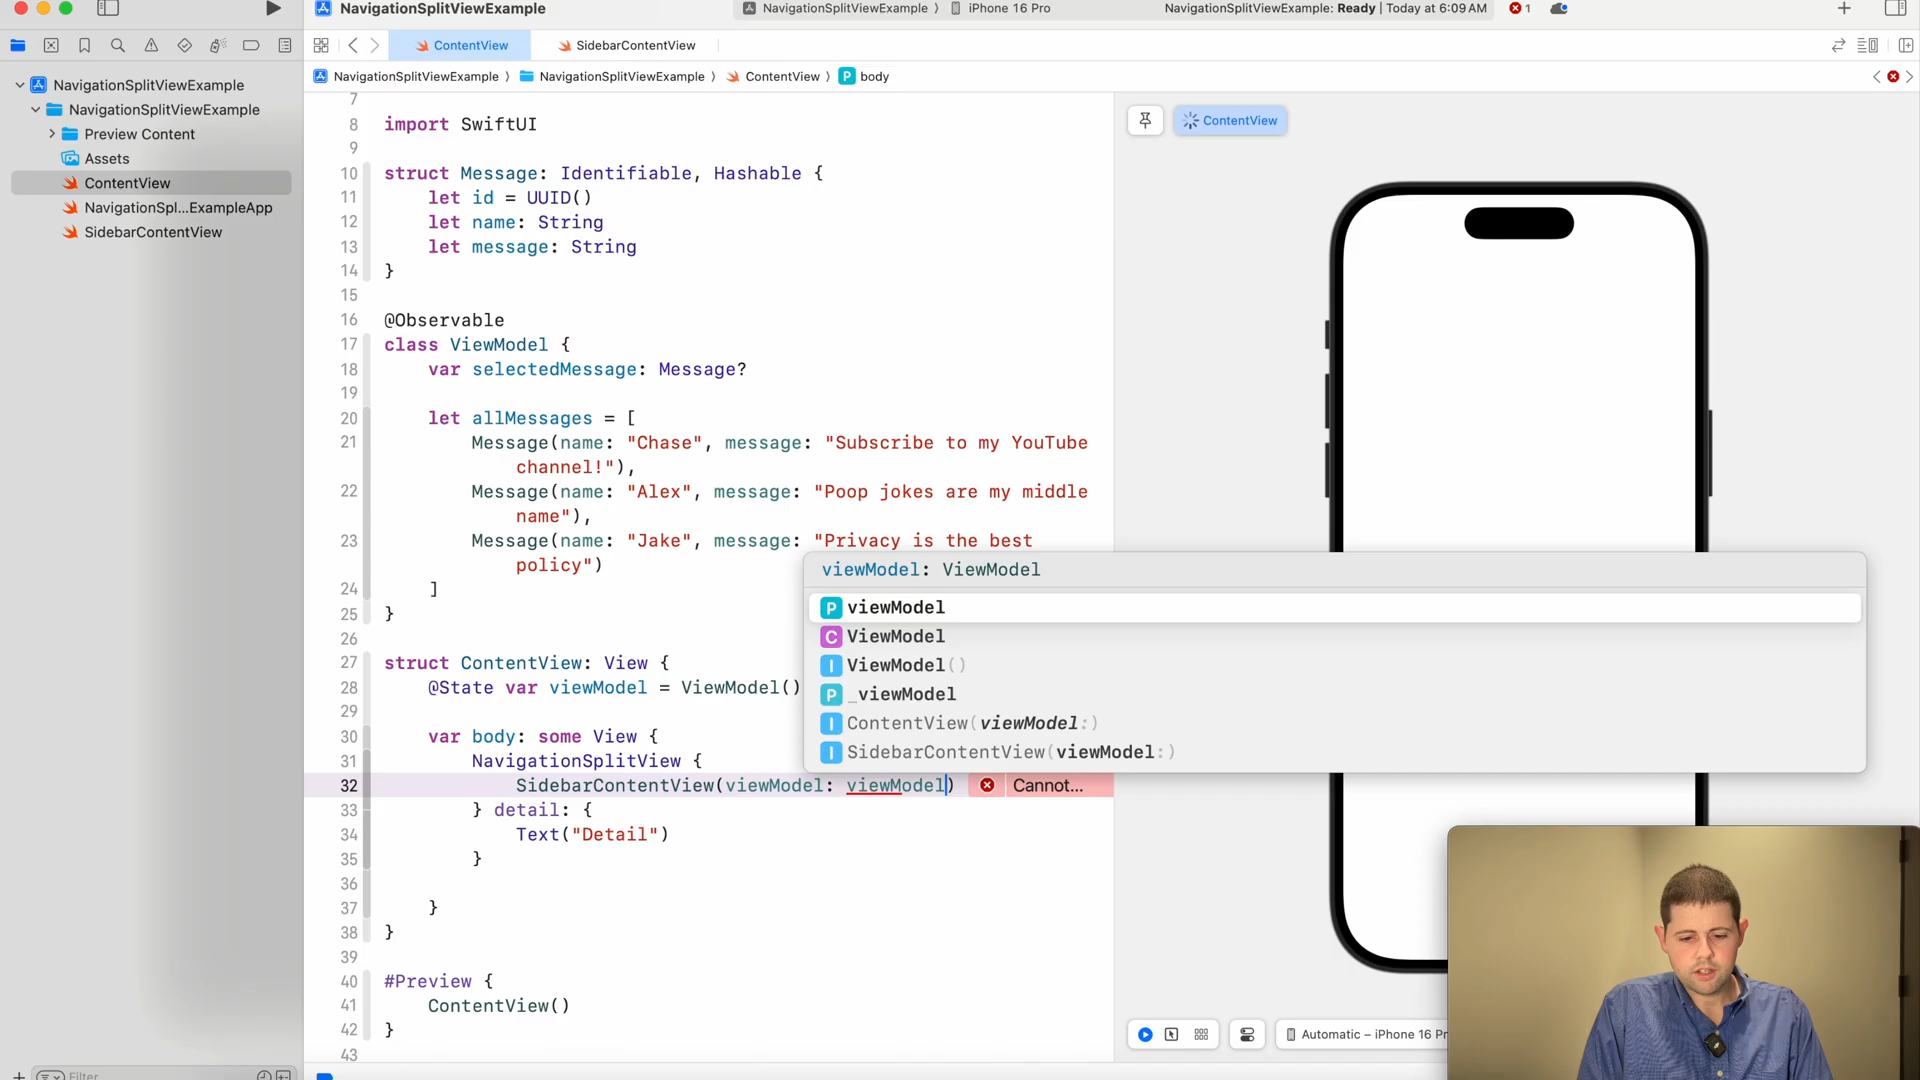 NavigationSplitViewExample
NavigationSplitViewExample 〉 iPhone 16 Pro
NavigationSplitViewExample: Ready | Today at 6:09 AM
1
ContentView
SidebarContentView
NavigationSplitViewExample 〉 NavigationSplitViewExample 〉 ContentView 〉 P body
NavigationSplitViewExample
NavigationSplitViewExample
Preview Content
Assets
ContentView
NavigationSpl...ExampleApp
SidebarContentView
Filter
7
8 import SwiftUI
9
10 struct Message: Identifiable, Hashable {
11 let id = UUID()
12 let name: String
13 let message: String
14 }
15
16 @Observable
17 class ViewModel {
18 var selectedMessage: Message?
19
20 let allMessages = [
21 Message(name: "Chase", message: "Subscribe to my YouTube
channel!"),
22 Message(name: "Alex", message: "Poop jokes are my middle
name"),
23 Message(name: "Jake", message: "Privacy is the best
policy")
24 ]
25 }
26
27 struct ContentView: View {
28 @State var viewModel = ViewModel()
29
30 var body: some View {
31 NavigationSplitView {
32 SidebarContentView(viewModel: viewModel) Cannot...
33 } detail: {
34 Text("Detail")
35 }
36
37 }
38 }
39
40 #Preview {
41 ContentView()
42 }
43
viewModel: ViewModel
P viewModel
C ViewModel
I ViewModel()
P _viewModel
I ContentView(viewModel:)
I SidebarContentView(viewModel:)
ContentView
Automatic – iPhone 16 Pr